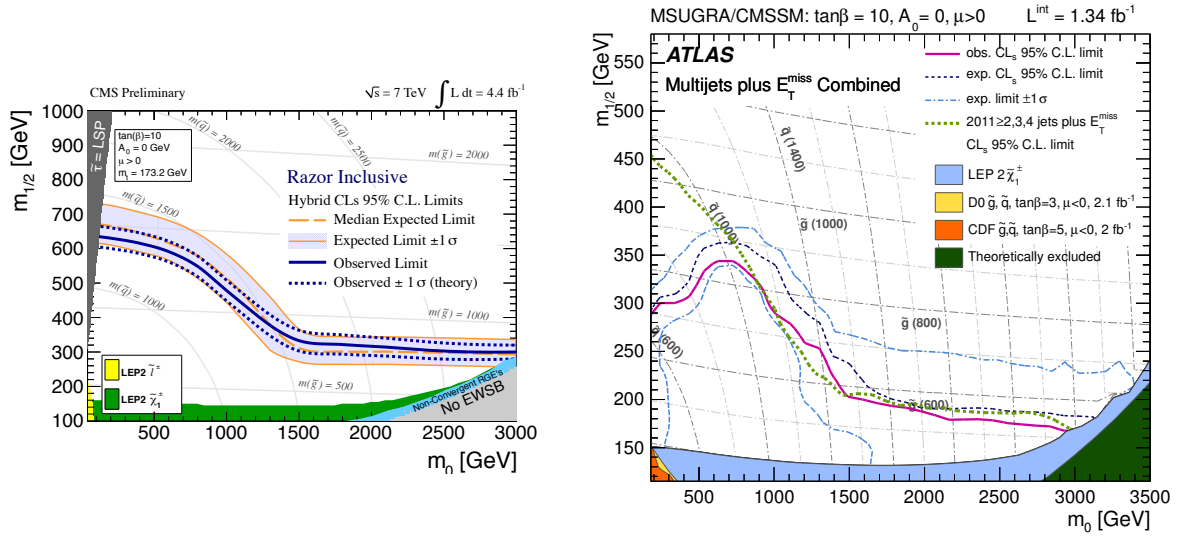 CMS Preliminary
√s = 7 TeV ∫ L dt = 4.4 fb⁻¹
m₁/₂ [GeV]
1000
900
800
700
600
500
400
300
200
100
τ̃ = LSP
tan(β)=10
A₀ = 0 GeV
μ > 0
mₜ = 173.2 GeV
m(q̃) = 2000
m(q̃) = 2500
m(g̃) = 2000
m(q̃) = 1500
m(q̃) = 1000
m(g̃) = 1000
m(g̃) = 500
Razor Inclusive
Hybrid CLs 95% C.L. Limits
Median Expected Limit
Expected Limit ±1 σ
Observed Limit
Observed ± 1 σ (theory)
LEP2 l̃ ±
LEP2 χ̃₁±
Non-Convergent RGE's
No EWSB
500 1000 1500 2000 2500 3000
m₀ [GeV]
MSUGRA/CMSSM: tanβ = 10, A₀= 0, μ>0 L^int = 1.34 fb⁻¹
m₁/₂ [GeV]
550
500
450
400
350
300
250
200
150
ATLAS
Multijets plus E_T^miss Combined
obs. CLₛ 95% C.L. limit
exp. CLₛ 95% C.L. limit
exp. limit ±1 σ
2011≥2,3,4 jets plus E_T^miss
CLₛ 95% C.L. limit
LEP 2 χ̃₁±
D0 g̃, q̃, tanβ=3, μ<0, 2.1 fb⁻¹
CDF g̃,q̃, tanβ=5, μ<0, 2 fb⁻¹
Theoretically excluded
q̃ (1400)
q̃ (1000)
g̃ (1000)
q̃ (600)
g̃ (800)
g̃ (600)
500 1000 1500 2000 2500 3000 3500
m₀ [GeV]